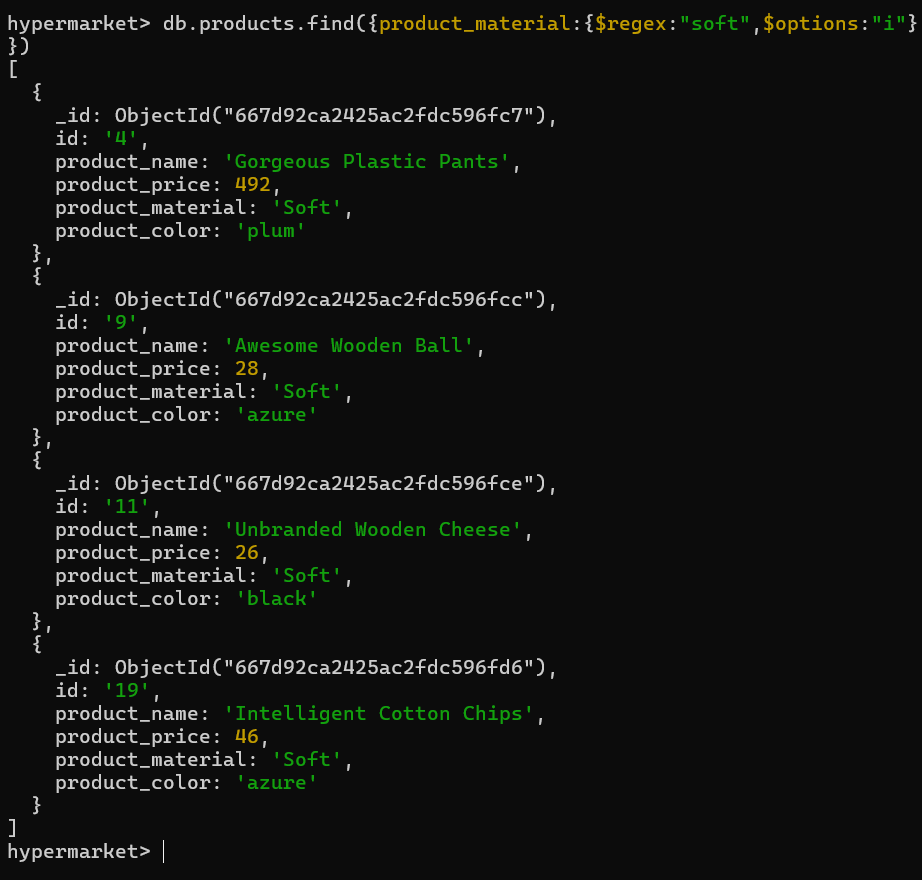 hypermarket> db.products.find({product_material:{$regex:"soft",$options:"i"}
})
[
  {
    _id: ObjectId("667d92ca2425ac2fdc596fc7"),
    id: '4',
    product_name: 'Gorgeous Plastic Pants',
    product_price: 492,
    product_material: 'Soft',
    product_color: 'plum'
  },
  {
    _id: ObjectId("667d92ca2425ac2fdc596fcc"),
    id: '9',
    product_name: 'Awesome Wooden Ball',
    product_price: 28,
    product_material: 'Soft',
    product_color: 'azure'
  },
  {
    _id: ObjectId("667d92ca2425ac2fdc596fce"),
    id: '11',
    product_name: 'Unbranded Wooden Cheese',
    product_price: 26,
    product_material: 'Soft',
    product_color: 'black'
  },
  {
    _id: ObjectId("667d92ca2425ac2fdc596fd6"),
    id: '19',
    product_name: 'Intelligent Cotton Chips',
    product_price: 46,
    product_material: 'Soft',
    product_color: 'azure'
  }
]
hypermarket>